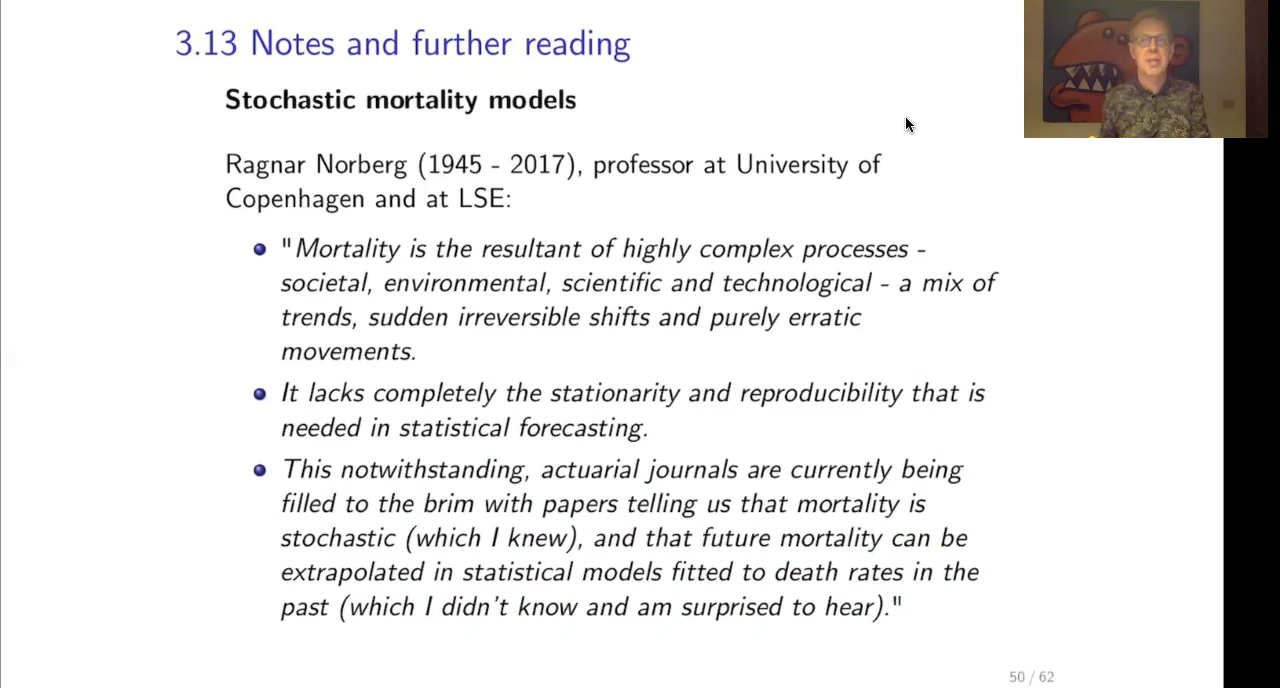 3.13 Notes and further reading
Stochastic mortality models
Ragnar Norberg (1945 - 2017), professor at University of
Copenhagen and at LSE:
"Mortality is the resultant of highly complex processes -
societal, environmental, scientific and technological - a mix of
trends, sudden irreversible shifts and purely erratic
movements.
It lacks completely the stationarity and reproducibility that is
needed in statistical forecasting.
This notwithstanding, actuarial journals are currently being
filled to the brim with papers telling us that mortality is
stochastic (which I knew), and that future mortality can be
extrapolated in statistical models fitted to death rates in the
past (which I didn't know and am surprised to hear)."
50 / 62